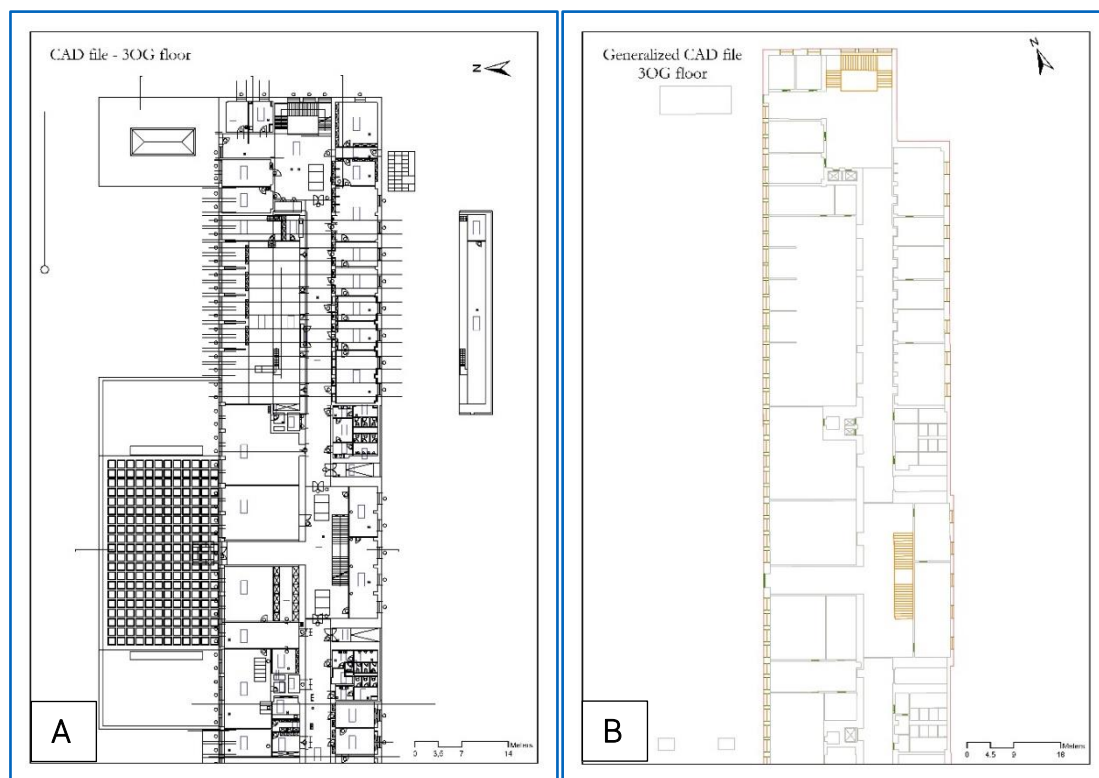 CAD file - 3OG floor
Z
A
0 3,6 7 14
Meters
Generalized CAD file
3OG floor
N
B
0 4,5 9 18
Meters